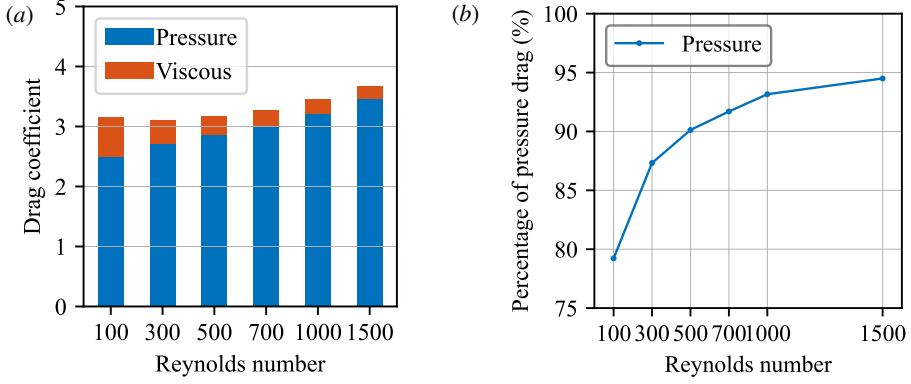 (a)
5
4
3
2
1
0
Drag coefficient
Pressure
Viscous
100 300 500 700 1000 1500
Reynolds number
(b)
100
95
90
85
80
75
Percentage of pressure drag (%)
Pressure
100 300 500 700 1000 1500
Reynolds number